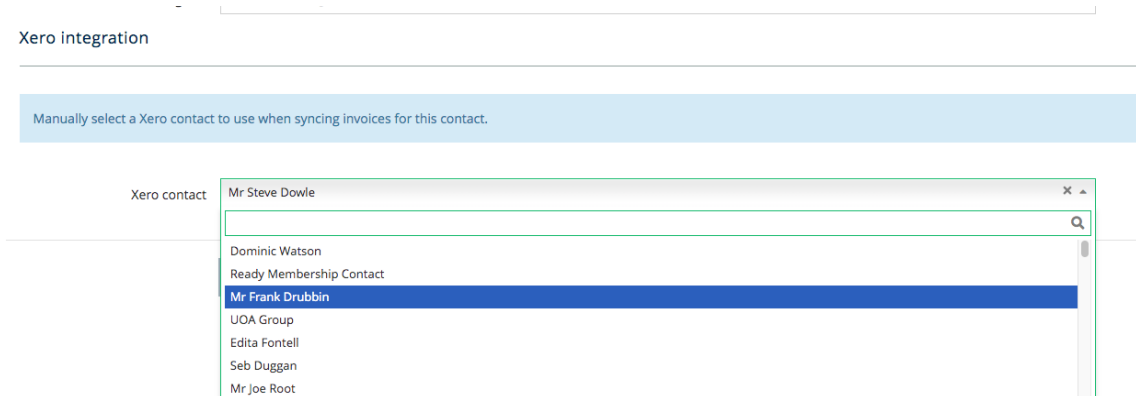 Xero integration
Manually select a Xero contact to use when syncing invoices for this contact.
Xero contact
Mr Steve Dowle
Dominic Watson
Ready Membership Contact
Mr Frank Drubbin
UOA Group
Edita Fontell
Seb Duggan
Mr Joe Root